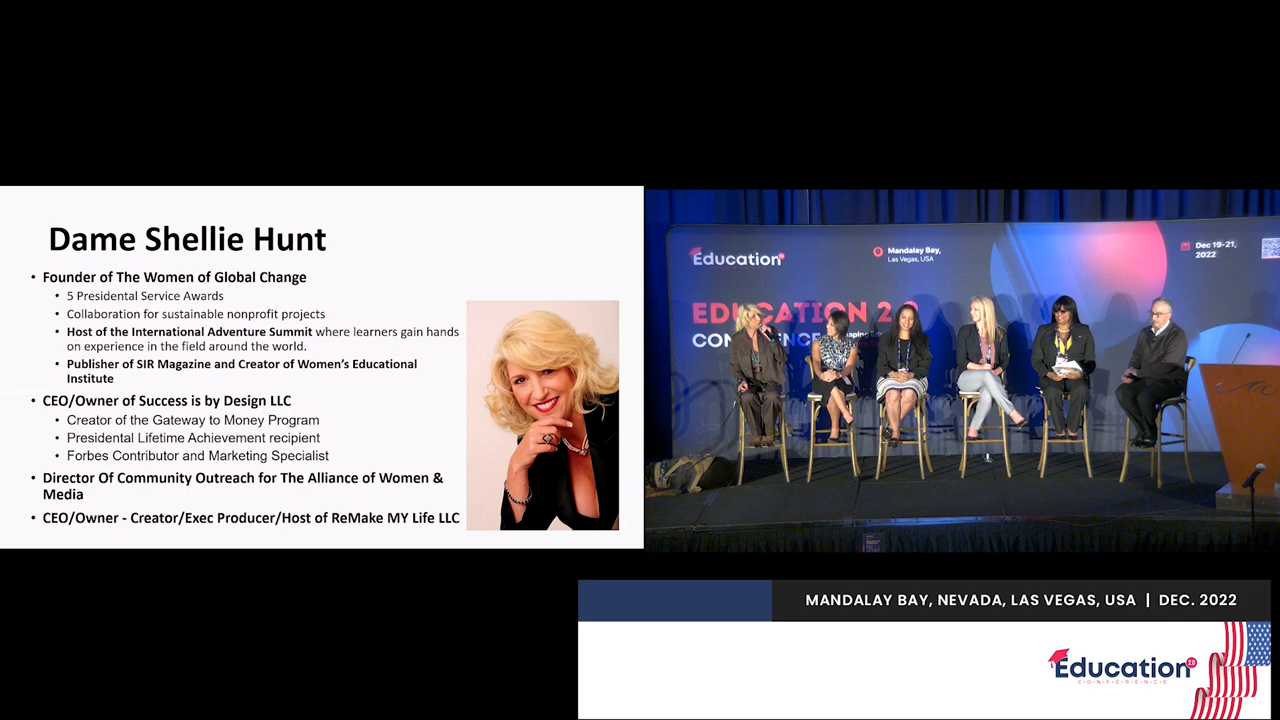 Dame Shellie Hunt
• Founder of The Women of Global Change
• 5 Presidental Service Awards
• Collaboration for sustainable nonprofit projects
• Host of the International Adventure Summit where learners gain hands
on experience in the field around the world.
• Publisher of SIR Magazine and Creator of Women's Educational
Institute
• CEO/Owner of Success is by Design LLC
• Creator of the Gateway to Money Program
• Presidental Lifetime Achievement recipient
• Forbes Contributor and Marketing Specialist
• Director Of Community Outreach for The Alliance of Women &
Media
• CEO/Owner - Creator/Exec Producer/Host of ReMake MY Life LLC
Education
Mandalay Bay,
Las Vegas, USA
Dec 19-21,
2022
EDUCATION 2.0
MANDALAY BAY, NEVADA, LAS VEGAS, USA | DEC. 2022
Education 2.0
CONFERENCE